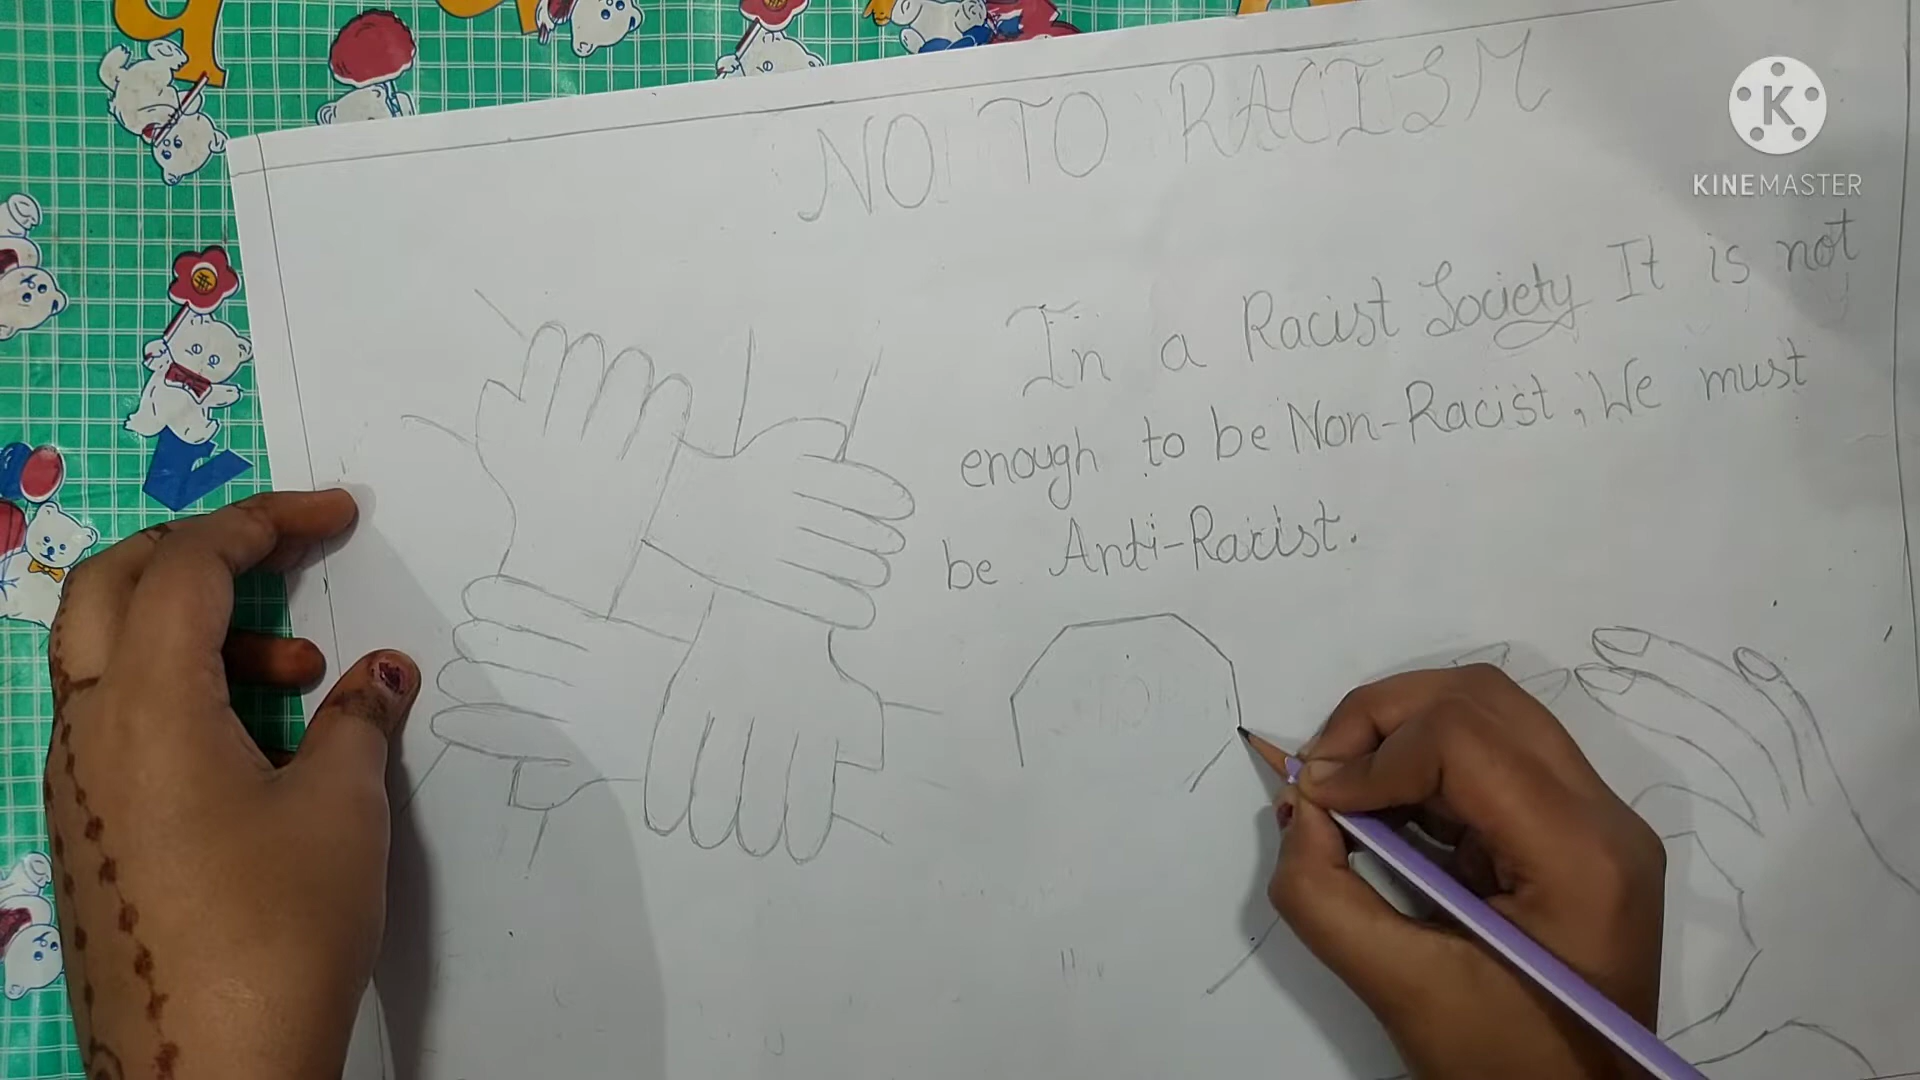 NO TO RACISM
KINEMASTER
In a Racist Society It is not
enough to be Non-Racist, We must
be Anti-Racist.